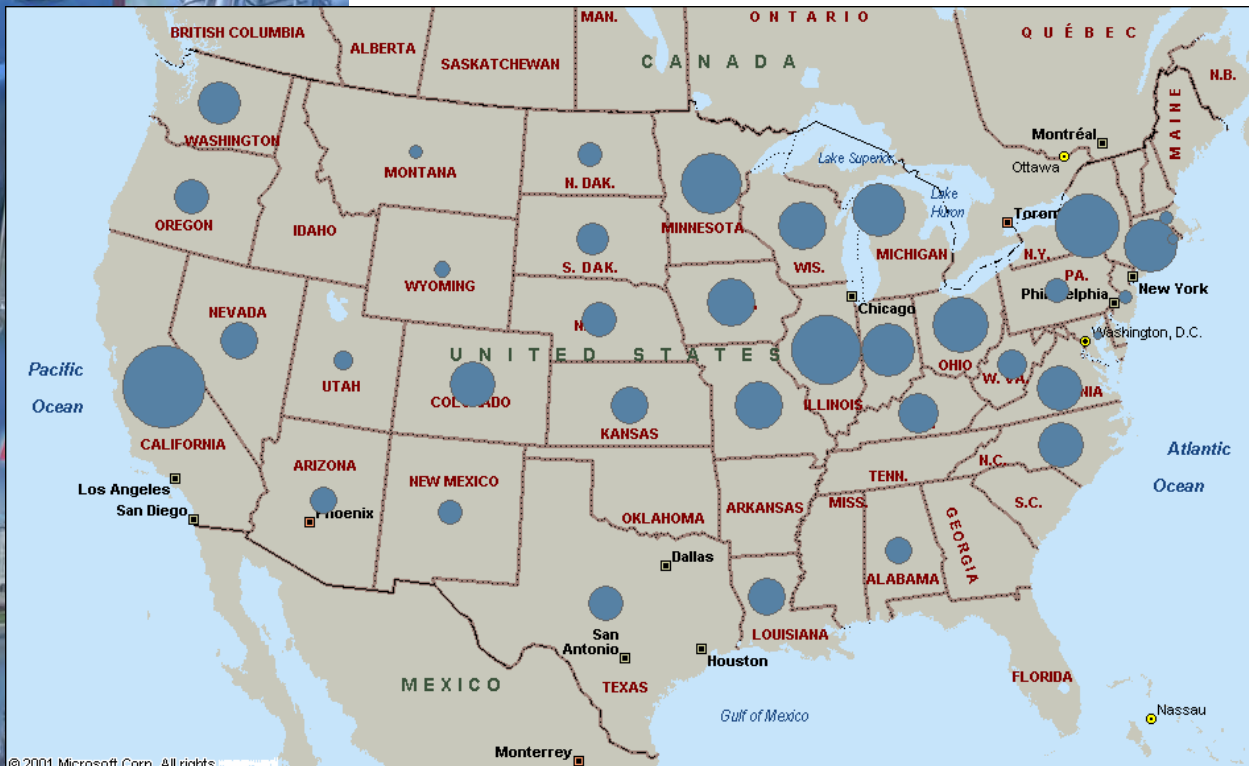 MAN.
ONTARIO
QUÉBEC
BRITISH COLUMBIA
ALBERTA
SASKATCHEWAN
CANADA
N.B.
MAINE
Montréal
Ottawa
WASHINGTON
MONTANA
N. DAK.
Lake Superior
Lake
Huron
OREGON
IDAHO
MINNESOTA
WIS.
MICHIGAN
N.Y.
S. DAK.
WYOMING
PA.
New York
Philadelphia
Chicago
NEVADA
Washington, D.C.
UNITED STATES
OHIO
W. VA.
UTAH
Pacific
Ocean
COLORADO
KANSAS
ILLINOIS
CALIFORNIA
ARIZONA
NEW MEXICO
N.C.
TENN.
Atlantic
Ocean
Los Angeles
San Diego
Phoenix
OKLAHOMA
ARKANSAS
MISS.
S.C.
GEORGIA
Dallas
ALABAMA
LOUISIANA
San
Antonio
Houston
TEXAS
FLORIDA
MEXICO
Gulf of Mexico
Nassau
Monterrey
© 2001 Microsoft Corp. All rights